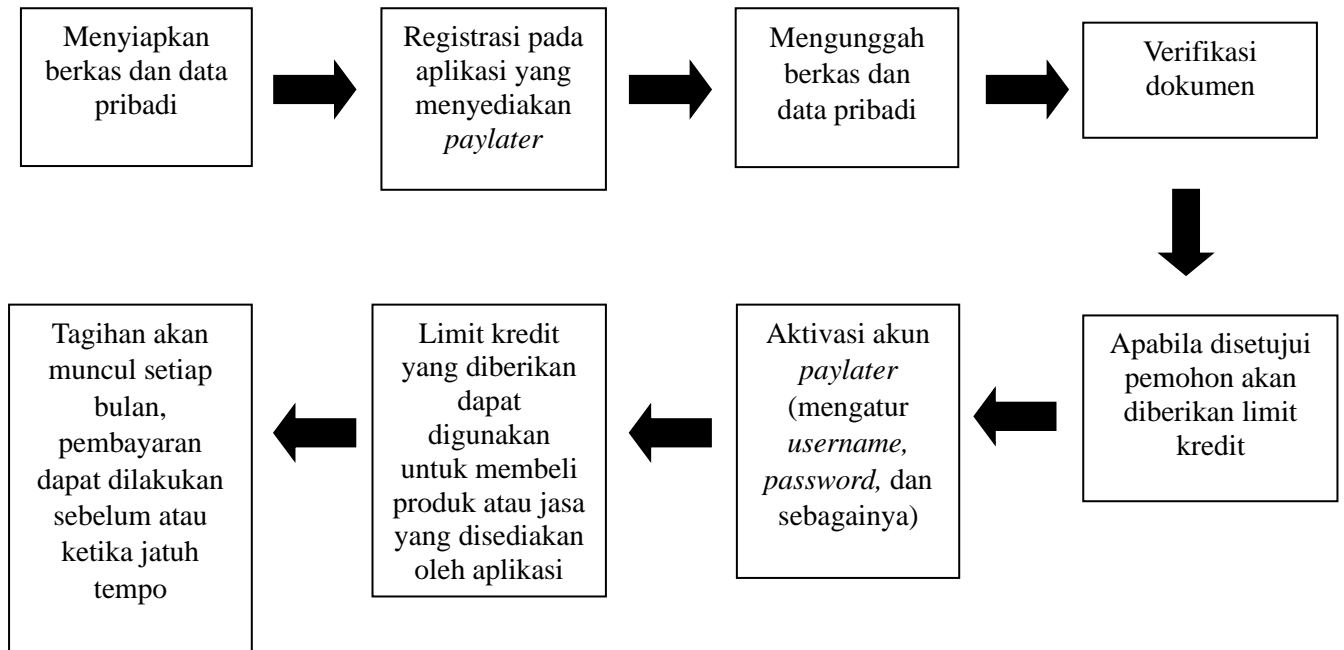 Menyiapkan
berkas dan data
pribadi
Registrasi pada
aplikasi yang
menyediakan
paylater
Mengunggah
berkas dan
data pribadi
Verifikasi
dokumen
Apabila disetujui
pemohon akan
diberikan limit
kredit
Aktivasi akun
paylater
(mengatur
username,
password, dan
sebagainya)
Limit kredit
yang diberikan
dapat
digunakan
untuk membeli
produk atau jasa
yang disediakan
oleh aplikasi
Tagihan akan
muncul setiap
bulan,
pembayaran
dapat dilakukan
sebelum atau
ketika jatuh
tempo